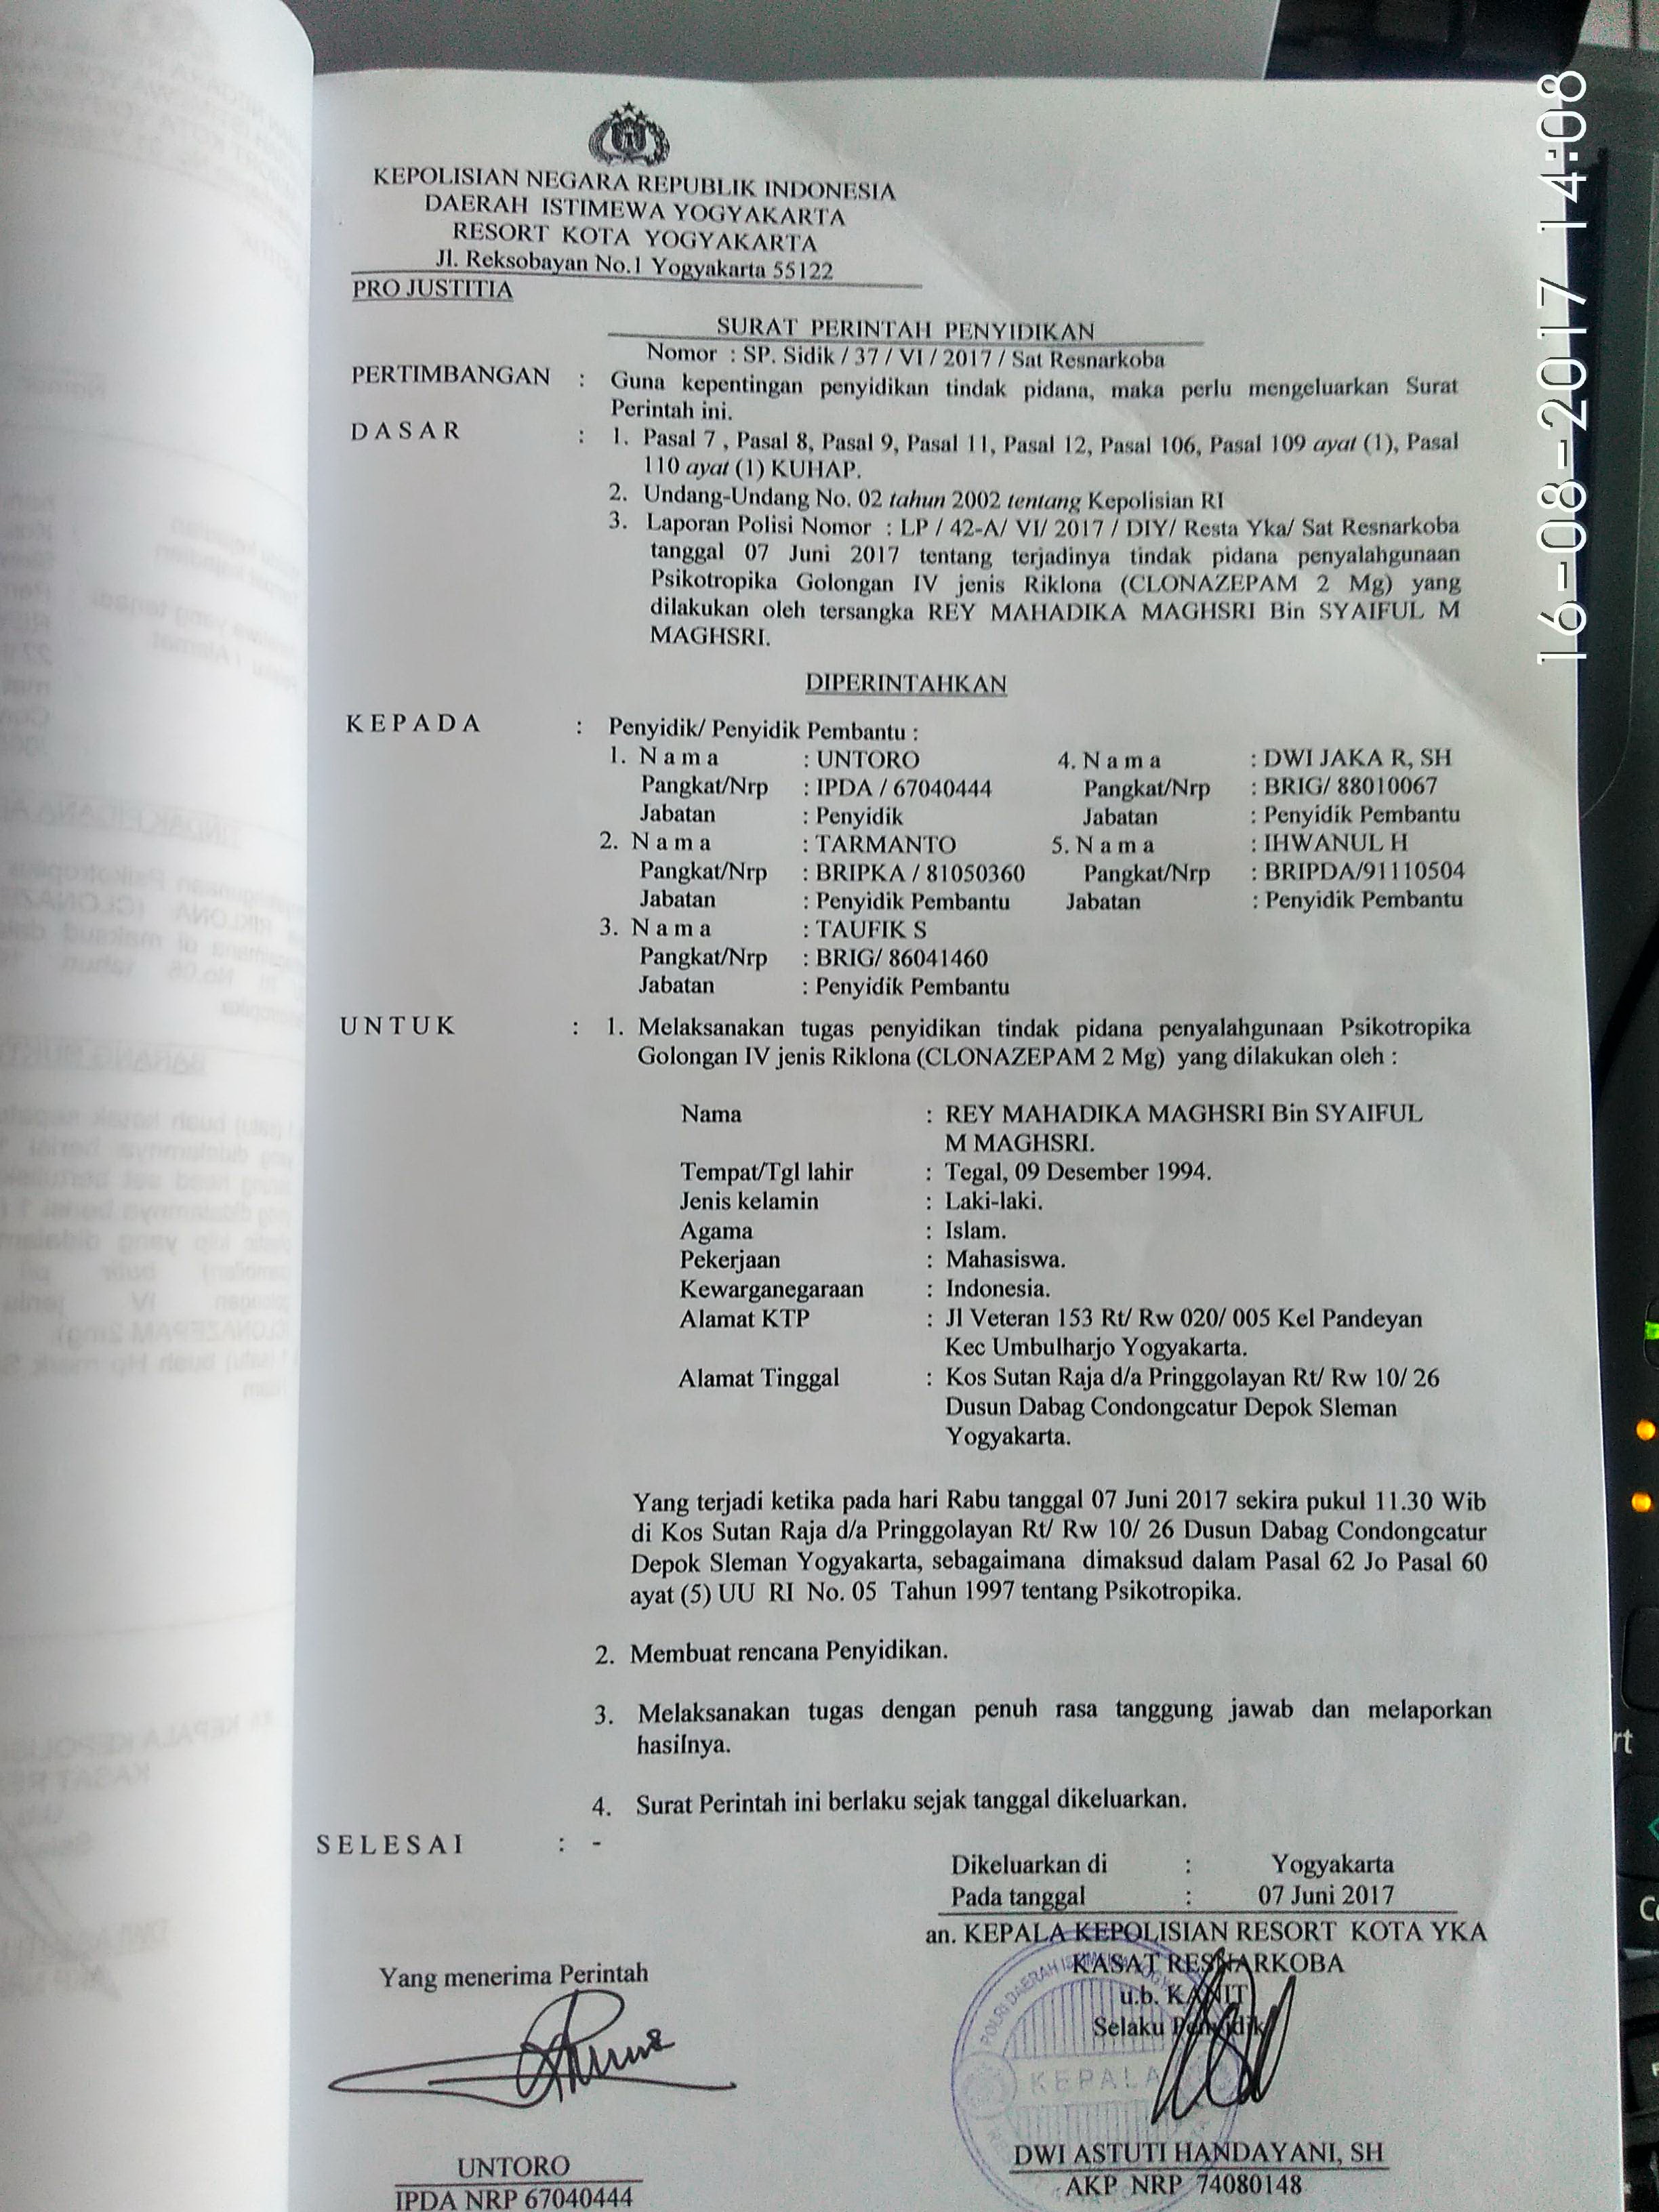 KEPOLISIAN NEGARA REPUBLIK INDONESIA
DAERAH ISTIMEWA YOGYAKARTA
RESORT KOTA YOGYAKARTA
Jl. Reksobayan No.1 Yogyakarta 55122
PRO JUSTITIA
SURAT PERINTAH PENYIDIKAN
Nomor : SP. Sidik / 37 / VI / 2017 / Sat Resnarkoba
PERTIMBANGAN : Guna kepentingan penyidikan tindak pidana, maka perlu mengeluarkan Surat
Perintah ini.
DASAR : 1. Pasal 7 , Pasal 8, Pasal 9, Pasal 11, Pasal 12, Pasal 106, Pasal 109 ayat (1), Pasal
110 ayat (1) KUHAP.
2. Undang-Undang No. 02 tahun 2002 tentang Kepolisian RI
3. Laporan Polisi Nomor : LP / 42-A/ VI/ 2017 / DIY/ Resta Yka/ Sat Resnarkoba
tanggal 07 Juni 2017 tentang terjadinya tindak pidana penyalahgunaan
Psikotropika Golongan IV jenis Riklona (CLONAZEPAM 2 Mg) yang
dilakukan oleh tersangka REY MAHADIKA MAGHSRI Bin SYAIFUL M
MAGHSRI.
DIPERINTAHKAN
KEPADA : Penyidik/ Penyidik Pembantu :
1. Nama : UNTORO 4. Nama : DWI JAKA R, SH
Pangkat/Nrp : IPDA / 67040444 Pangkat/Nrp : BRIG/ 88010067
Jabatan : Penyidik Jabatan : Penyidik Pembantu
2. Nama : TARMANTO 5. Nama : IHWANUL H
Pangkat/Nrp : BRIPKA / 81050360 Pangkat/Nrp : BRIPDA/91110504
Jabatan : Penyidik Pembantu Jabatan : Penyidik Pembantu
3. Nama : TAUFIK S
Pangkat/Nrp : BRIG/ 86041460
Jabatan : Penyidik Pembantu
UNTUK : 1. Melaksanakan tugas penyidikan tindak pidana penyalahgunaan Psikotropika
Golongan IV jenis Riklona (CLONAZEPAM 2 Mg) yang dilakukan oleh :
Nama : REY MAHADIKA MAGHSRI Bin SYAIFUL
M MAGHSRI.
Tempat/Tgl lahir : Tegal, 09 Desember 1994.
Jenis kelamin : Laki-laki.
Agama : Islam.
Pekerjaan : Mahasiswa.
Kewarganegaraan : Indonesia.
Alamat KTP : Jl Veteran 153 Rt/ Rw 020/ 005 Kel Pandeyan
Kec Umbulharjo Yogyakarta.
Alamat Tinggal : Kos Sutan Raja d/a Pringgolayan Rt/ Rw 10/ 26
Dusun Dabag Condongcatur Depok Sleman
Yogyakarta.
Yang terjadi ketika pada hari Rabu tanggal 07 Juni 2017 sekira pukul 11.30 Wib
di Kos Sutan Raja d/a Pringgolayan Rt/ Rw 10/ 26 Dusun Dabag Condongcatur
Depok Sleman Yogyakarta, sebagaimana dimaksud dalam Pasal 62 Jo Pasal 60
ayat (5) UU RI No. 05 Tahun 1997 tentang Psikotropika.
2. Membuat rencana Penyidikan.
3. Melaksanakan tugas dengan penuh rasa tanggung jawab dan melaporkan
hasilnya.
4. Surat Perintah ini berlaku sejak tanggal dikeluarkan.
SELESAI : -
Dikeluarkan di : Yogyakarta
Pada tanggal : 07 Juni 2017
an. KEPALA KEPOLISIAN RESORT KOTA YKA
KASAT RESNARKOBA
u.b. KANIT
Selaku Penyidik
Yang menerima Perintah
KEPALA
UNTORO
IPDA NRP 67040444
DWI ASTUTI HANDAYANI, SH
AKP NRP 74080148
16-08-2017 14:08